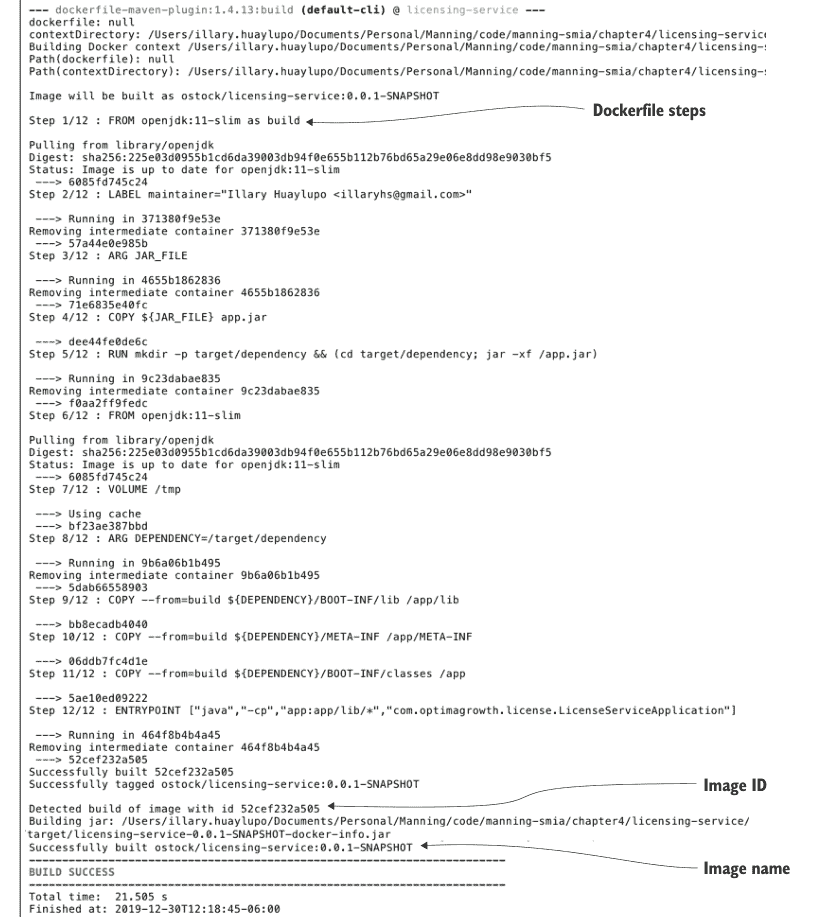 --- dockerfile-maven-plugin:1.4.13:build (default-cli) @ licensing-service ---
dockerfile: null
contextDirectory: /Users/illary.huaylupo/Documents/Personal/Manning/code/manning-smia/chapter4/licensing-service
Building Docker context /Users/illary.huaylupo/Documents/Personal/Manning/code/manning-smia/chapter4/licensing-s
Path(dockerfile): null
Path(contextDirectory): /Users/illary.huaylupo/Documents/Personal/Manning/code/manning-smia/chapter4/licensing-s
Image will be built as ostock/licensing-service:0.0.1-SNAPSHOT
Dockerfile steps
Step 1/12 : FROM openjdk:11-slim as build
Pulling from library/openjdk
Digest: sha256:225e03d0955b1cd6da39003db94f0e655b112b76bd65a29e06e8dd98e9030bf5
Status: Image is up to date for openjdk:11-slim
---> 6085fd745c24
Step 2/12 : LABEL maintainer="Illary Huaylupo <illaryhs@gmail.com>"
---> Running in 371380f9e53e
Removing intermediate container 371380f9e53e
---> 57a44e0e985b
Step 3/12 : ARG JAR_FILE
---> Running in 4655b1862836
Removing intermediate container 4655b1862836
---> 71e6835e40fc
Step 4/12 : COPY ${JAR_FILE} app.jar
---> dee44fe0de6c
Step 5/12 : RUN mkdir -p target/dependency && (cd target/dependency; jar -xf /app.jar)
---> Running in 9c23dabae835
Removing intermediate container 9c23dabae835
---> f0aa2ff9fedc
Step 6/12 : FROM openjdk:11-slim
Pulling from library/openjdk
Digest: sha256:225e03d0955b1cd6da39003db94f0e655b112b76bd65a29e06e8dd98e9030bf5
Status: Image is up to date for openjdk:11-slim
---> 6085fd745c24
Step 7/12 : VOLUME /tmp
---> Using cache
---> bf23ae387bbd
Step 8/12 : ARG DEPENDENCY=/target/dependency
---> Running in 9b6a06b1b495
Removing intermediate container 9b6a06b1b495
---> 5dab66558903
Step 9/12 : COPY --from=build ${DEPENDENCY}/BOOT-INF/lib /app/lib
---> bb8ecadb4040
Step 10/12 : COPY --from=build ${DEPENDENCY}/META-INF /app/META-INF
---> 06ddb7fc4d1e
Step 11/12 : COPY --from=build ${DEPENDENCY}/BOOT-INF/classes /app
---> 5ae10ed09222
Step 12/12 : ENTRYPOINT ["java","-cp","app:app/lib/*","com.optimagrowth.license.LicenseServiceApplication"]
---> Running in 464f8b4b4a45
Removing intermediate container 464f8b4b4a45
---> 52cef232a505
Successfully built 52cef232a505
Successfully tagged ostock/licensing-service:0.0.1-SNAPSHOT
Image ID
Detected build of image with id 52cef232a505
Building jar: /Users/illary.huaylupo/Documents/Personal/Manning/code/manning-smia/chapter4/licensing-service/
target/licensing-service-0.0.1-SNAPSHOT-docker-info.jar
Successfully built ostock/licensing-service:0.0.1-SNAPSHOT
Image name
BUILD SUCCESS
Total time: 21.505 s
Finished at: 2019-12-30T12:18:45-06:00